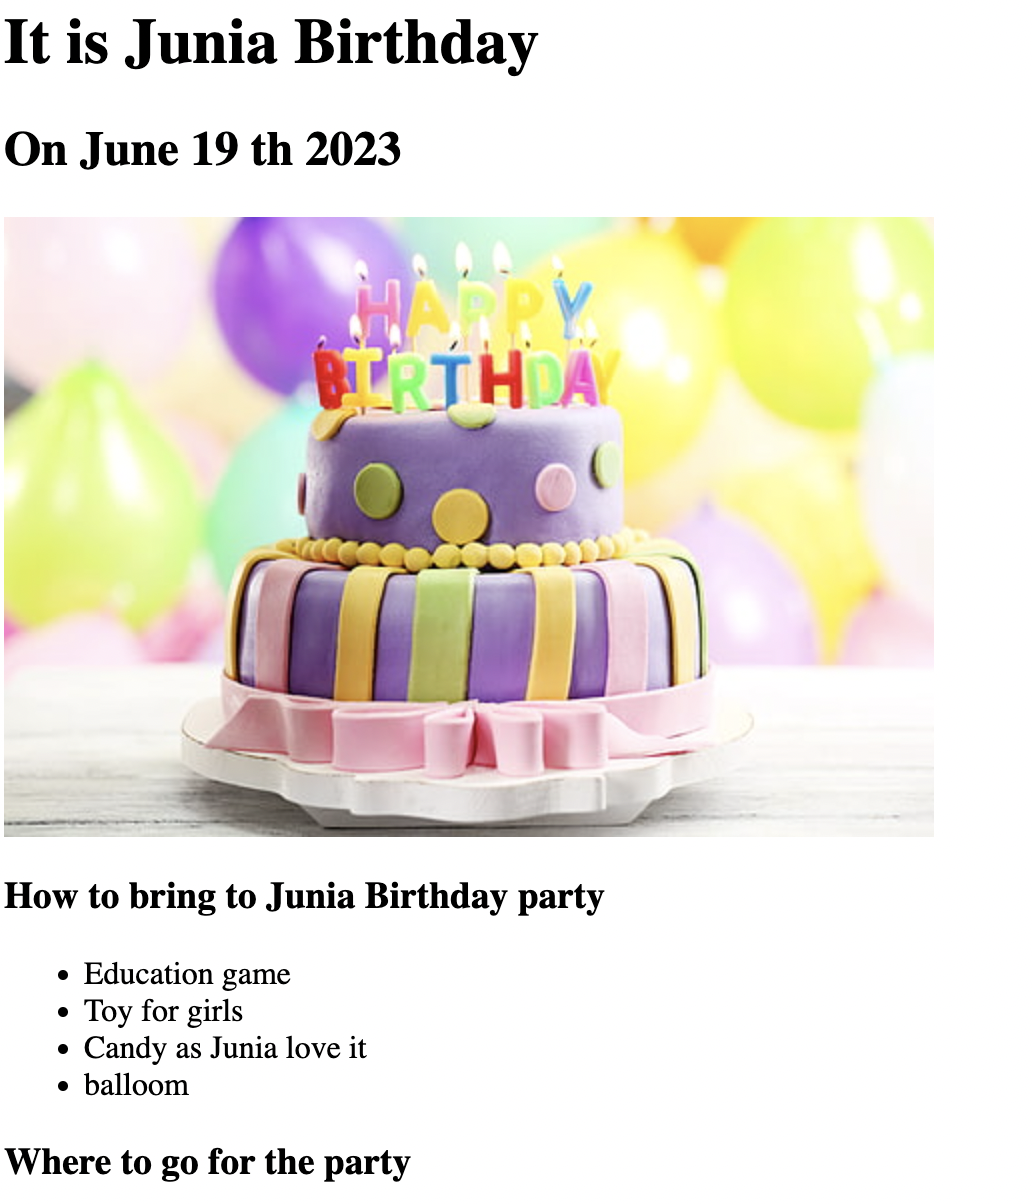 It is Junia Birthday
On June 19 th 2023
HAPPY
BIRTHDAY
How to bring to Junia Birthday party
Education game
Toy for girls
Candy as Junia love it
balloom
Where to go for the party